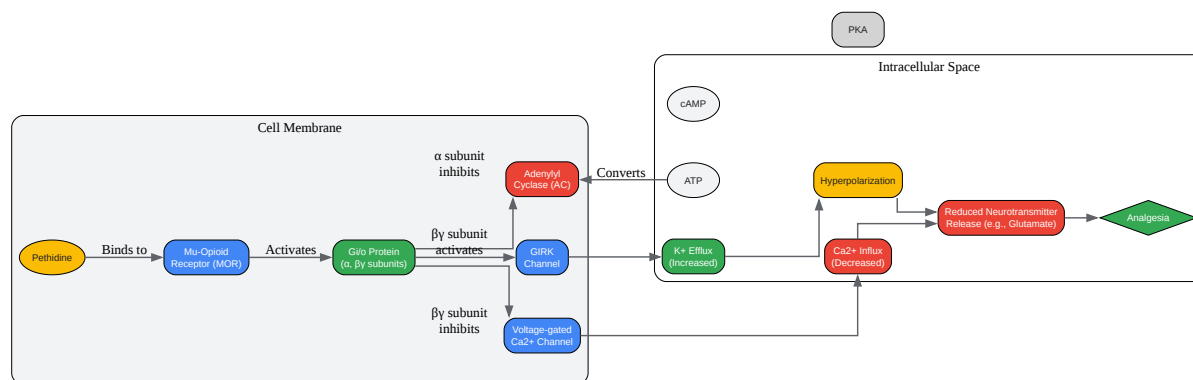 PKA
Intracellular Space
cAMP
Cell Membrane
α subunit
inhibits
Adenylyl
Cyclase (AC)
Converts
ATP
Hyperpolarization
Reduced Neurotransmitter
Release (e.g., Glutamate)
Analgesia
Pethidine
Binds to
Mu-Opioid
Receptor (MOR)
Activates
Gi/o Protein
(α, βγ subunits)
βγ subunit
activates
GIRK
Channel
K+ Efflux
(Increased)
Ca2+ Influx
(Decreased)
βγ subunit
inhibits
Voltage-gated
Ca2+ Channel